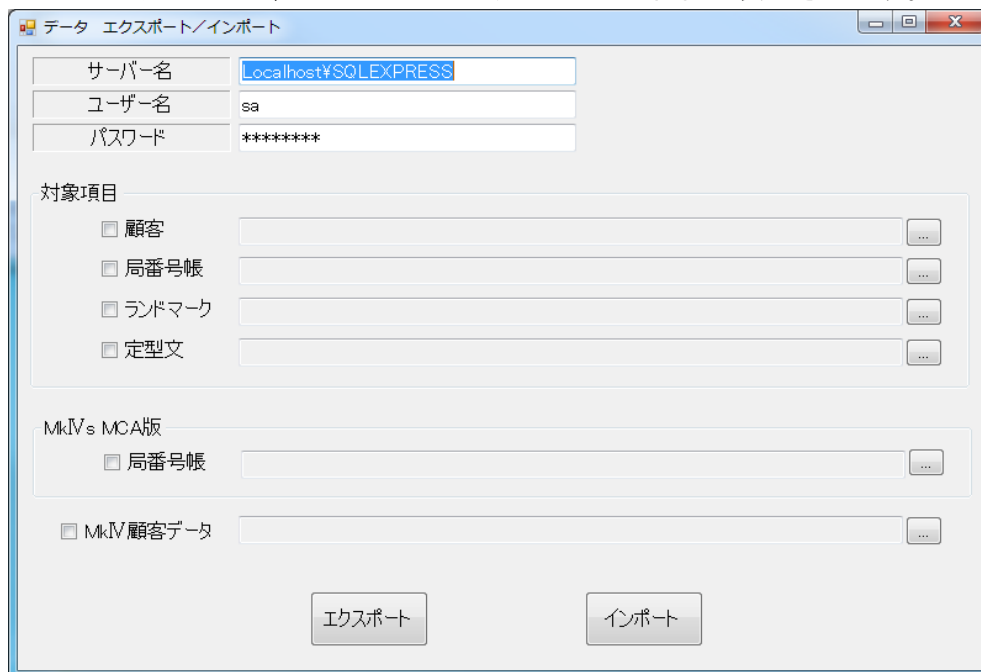 データ エクスポート/インポート
サーバー名 Localhost¥SQLEXPRESS
ユーザー名 sa
パスワード ********
対象項目
顧客 ...
局番号帳 ...
ランドマーク ...
定型文 ...
MkⅣs MCA版
局番号帳 ...
MkⅣ顧客データ ...
エクスポート インポート